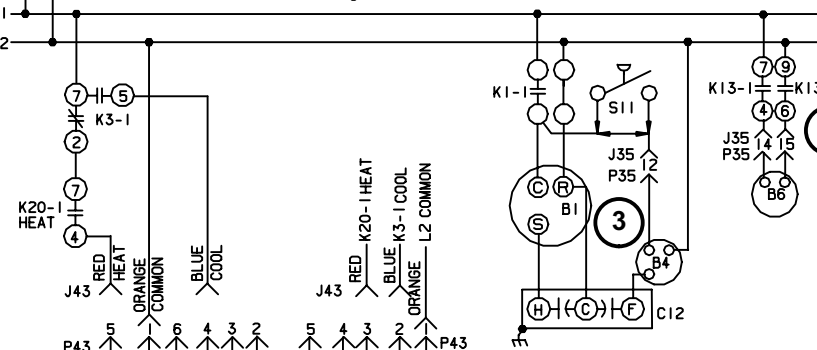 1
2
7 5
K3-1
2
7
K20-1
HEAT
4
RED
HEAT
ORANGE
COMMON
BLUE
COOL
J43
5 1 6 4 3 2
P43
RED
K20-1 HEAT
BLUE
K3-1 COOL
ORANGE
L2 COMMON
J43
5 4 3 2 1
P43
K1-1
S11
J35
12
P35
C R
B1
S
3
B4
H C F
C12
7 9
K13-1
4 6
J35
14 15
P35
B6